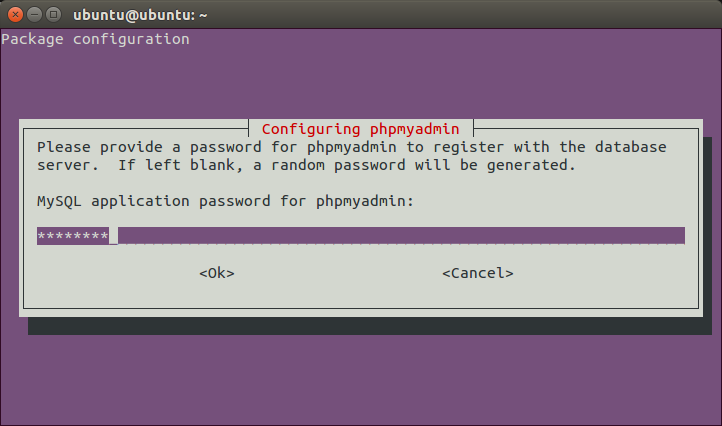 ubuntu@ubuntu: ~
Package configuration
Configuring phpmyadmin
Please provide a password for phpmyadmin to register with the database
server.  If left blank, a random password will be generated.
MySQL application password for phpmyadmin:
********
<Ok> <Cancel>